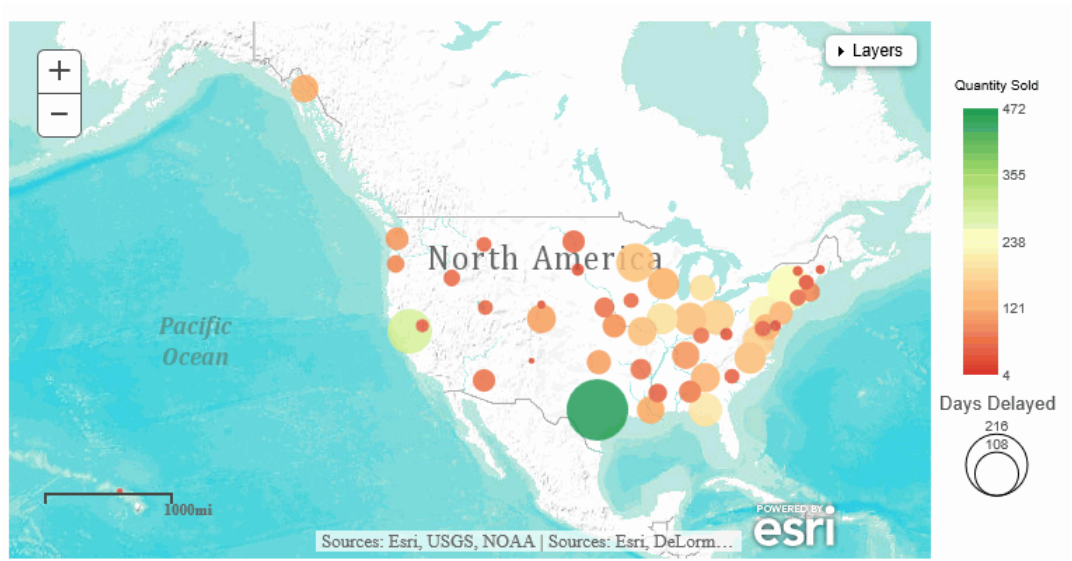 +
−
Layers
North America
Pacific
Ocean
1000mi
Sources: Esri, USGS, NOAA | Sources: Esri, DeLorm...
POWERED BY
esri
Quantity Sold
472
355
238
121
4
Days Delayed
216
108